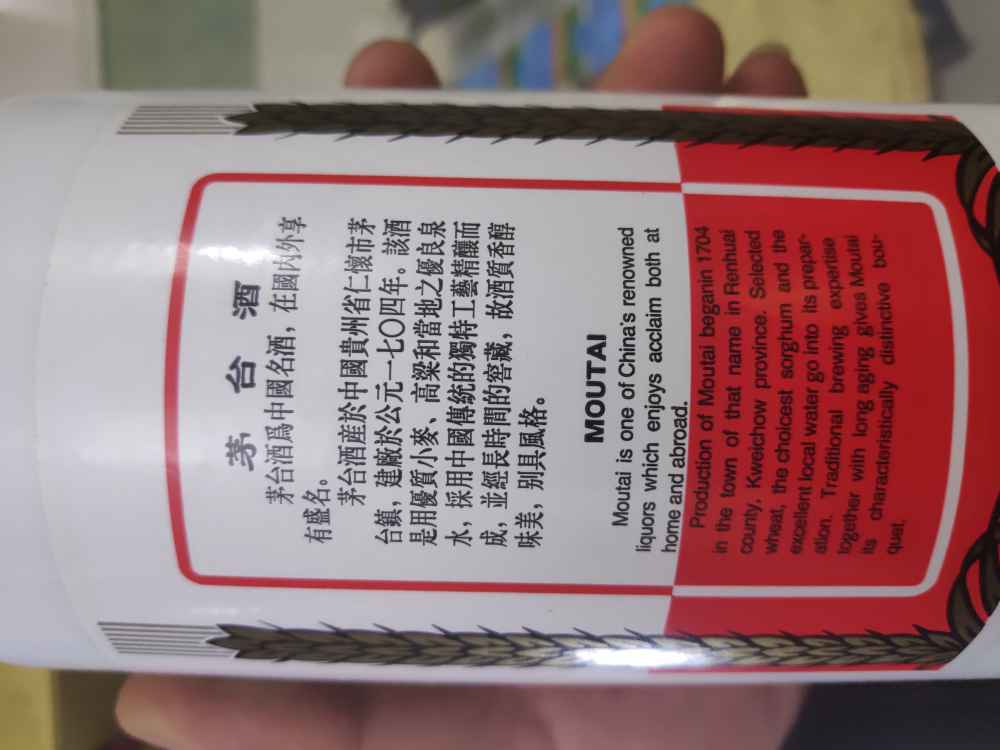 茅台酒
茅台酒爲中國名酒，在國内外享
有盛名。
茅台酒産於中國貴州省仁懷市茅
台鎮，建廠於公元一七〇四年。該酒
是用優質小麥、高粱和當地之優良泉
水，採用中國傳統的獨特工藝精釀而
成，並經長時間的窖藏，故酒質香醇
味美，别具風格。
MOUTAI
Moutai is one of China's renowned
liquors which enjoys acclaim both at
home and abroad.
Production of Moutai beganin 1704
in the town of that name in Renhuai
county, Kweichow province. Selected
wheat, the choicest sorghum and the
excellent local water go into its prepar-
ation. Traditional brewing expertise
together with long aging gives Moutai
its characteristically distinctive bou-
quet.